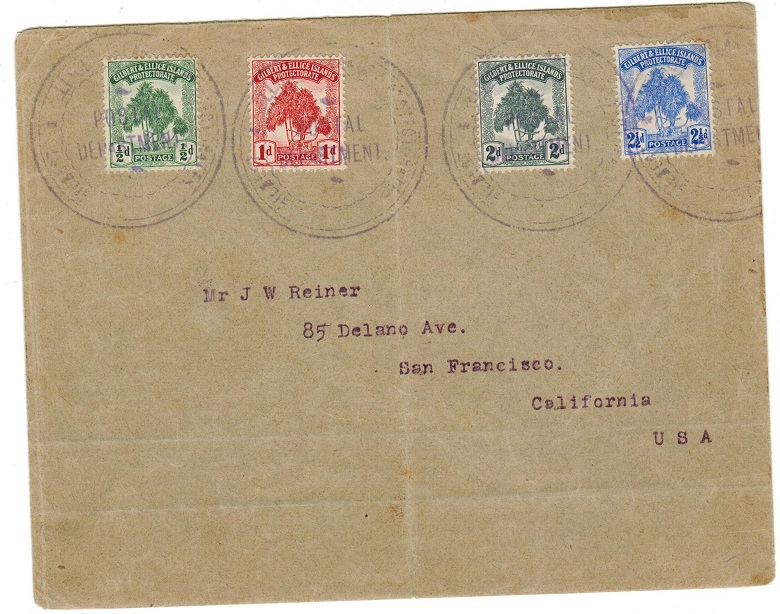 GILBERT & ELLICE ISLANDS
PROTECTORATE
½d POSTAGE ½d
GILBERT & ELLICE ISLANDS
PROTECTORATE
1d POSTAGE 1d
GILBERT & ELLICE ISLANDS
PROTECTORATE
2d POSTAGE 2d
GILBERT & ELLICE ISLANDS
PROTECTORATE
2½d POSTAGE 2½d
POSTAL
DEPARTMENT
Mr J W Reiner
85 Delano Ave.
San Francisco.
California
U S A